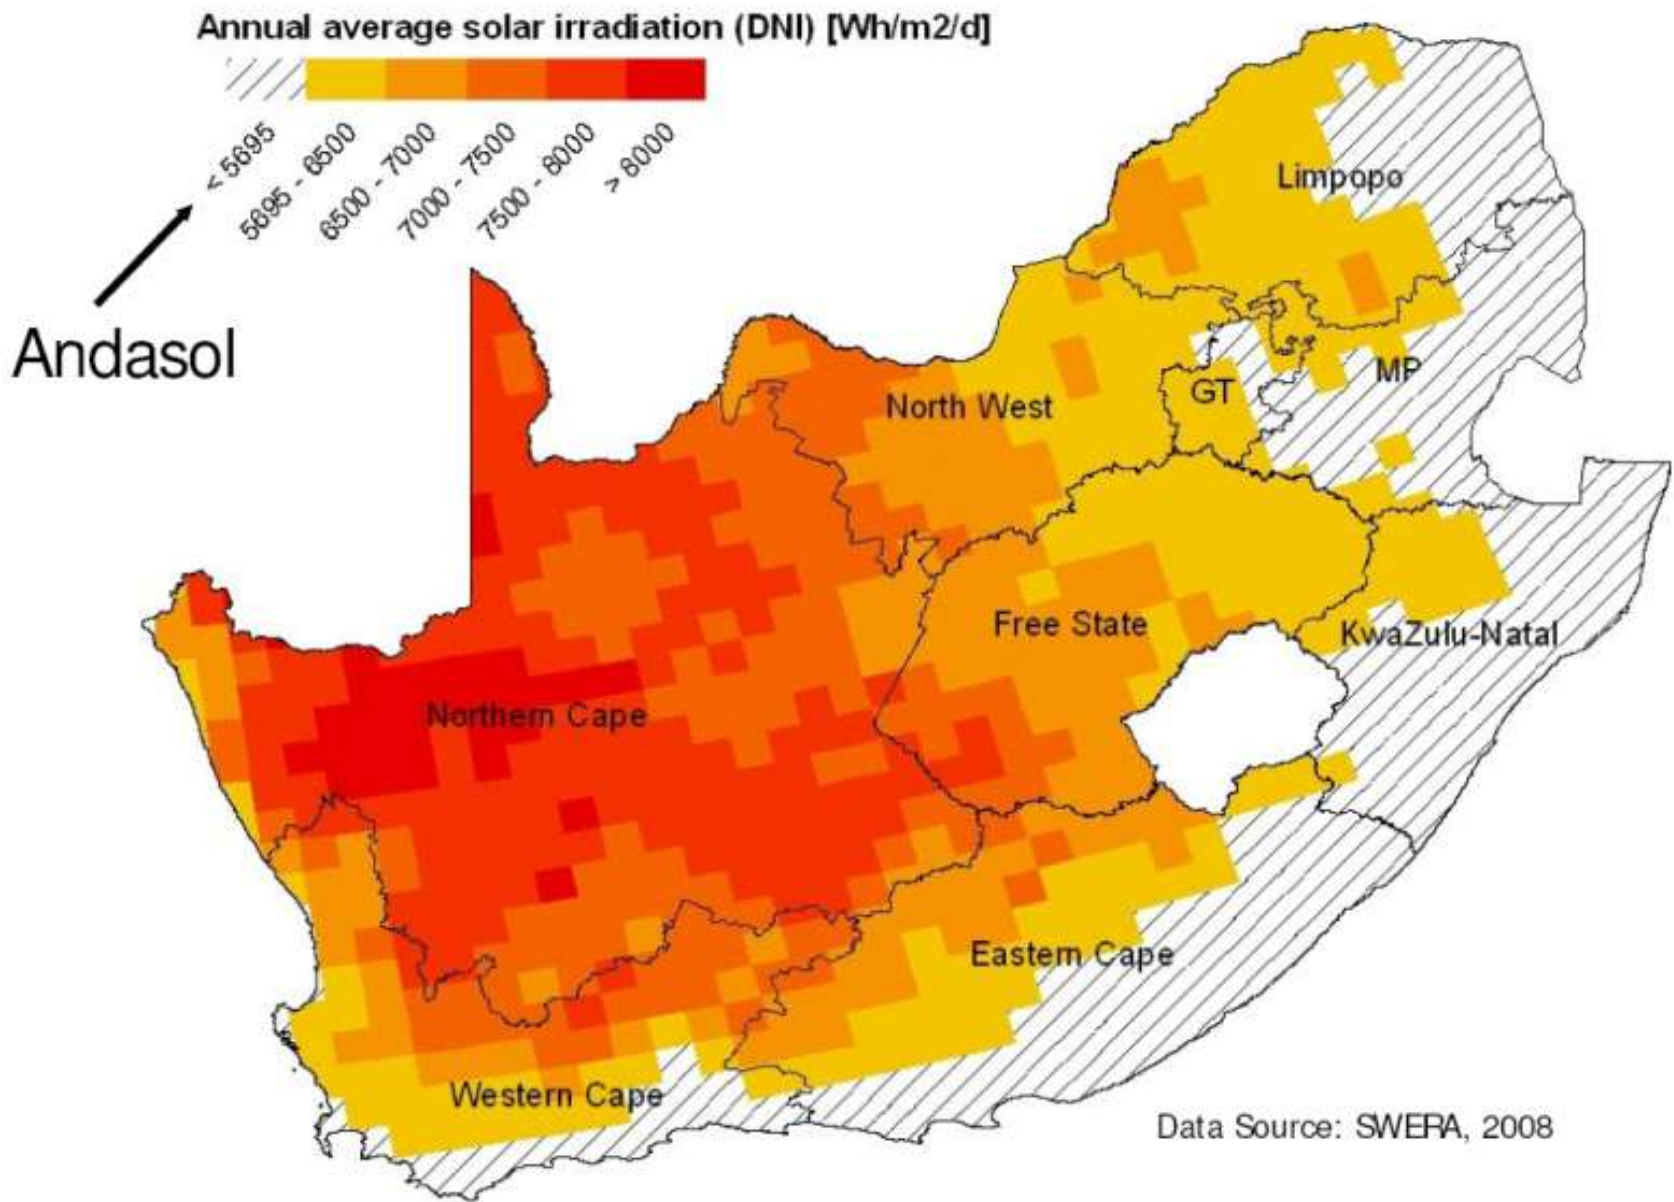 Annual average solar irradiation (DNI) [Wh/m2/d]
< 5695
5695 - 6500
6500 - 7000
7000 - 7500
7500 - 8000
> 8000
Andasol
Limpopo
MP
GT
North West
Free State
KwaZulu-Natal
Northern Cape
Eastern Cape
Western Cape
Data Source: SWERA, 2008